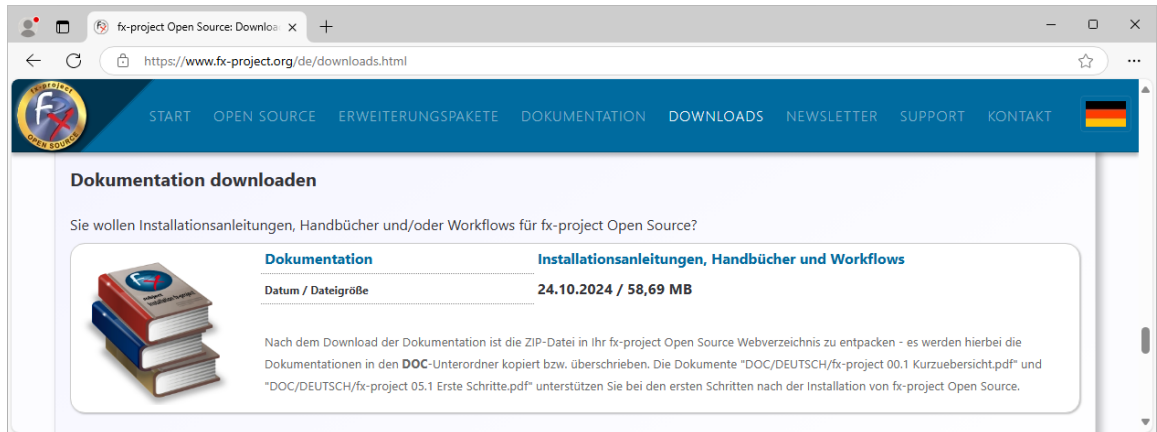 fx-project Open Source: Downloa
https://www.fx-project.org/de/downloads.html
fx-project
OPEN SOURCE
START OPEN SOURCE ERWEITERUNGSPAKETE DOKUMENTATION DOWNLOADS NEWSLETTER SUPPORT KONTAKT
Dokumentation downloaden
Sie wollen Installationsanleitungen, Handbücher und/oder Workflows für fx-project Open Source?
Dokumentation Installationsanleitungen, Handbücher und Workflows
Datum / Dateigröße 24.10.2024 / 58,69 MB
Nach dem Download der Dokumentation ist die ZIP-Datei in Ihr fx-project Open Source Webverzeichnis zu entpacken - es werden hierbei die
Dokumentationen in den DOC-Unterordner kopiert bzw. überschrieben. Die Dokumente "DOC/DEUTSCH/fx-project 00.1 Kurzuebersicht.pdf" und
"DOC/DEUTSCH/fx-project 05.1 Erste Schritte.pdf" unterstützen Sie bei den ersten Schritten nach der Installation von fx-project Open Source.